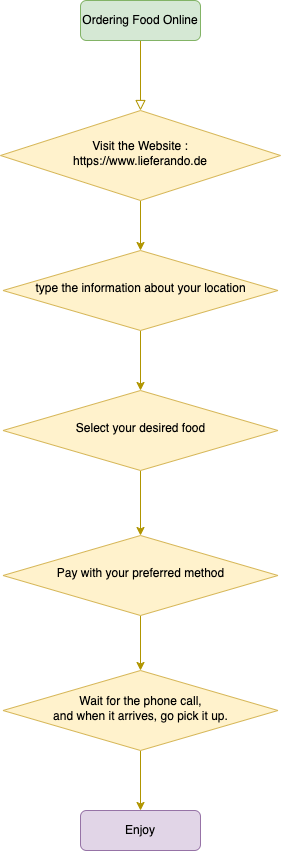 Ordering Food Online
Visit the Website :
https://www.lieferando.de
type the information about your location
Select your desired food
Pay with your preferred method
Wait for the phone call,
and when it arrives, go pick it up.
Enjoy